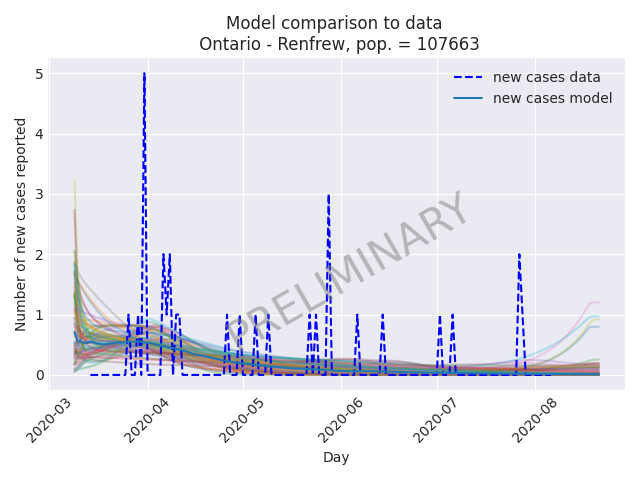 Model comparison to data
Ontario - Renfrew, pop. = 107663
Number of new cases reported
5
4
3
2
1
0
new cases data
new cases model
PRELIMINARY
2020-03
2020-04
2020-05
2020-06
2020-07
2020-08
Day